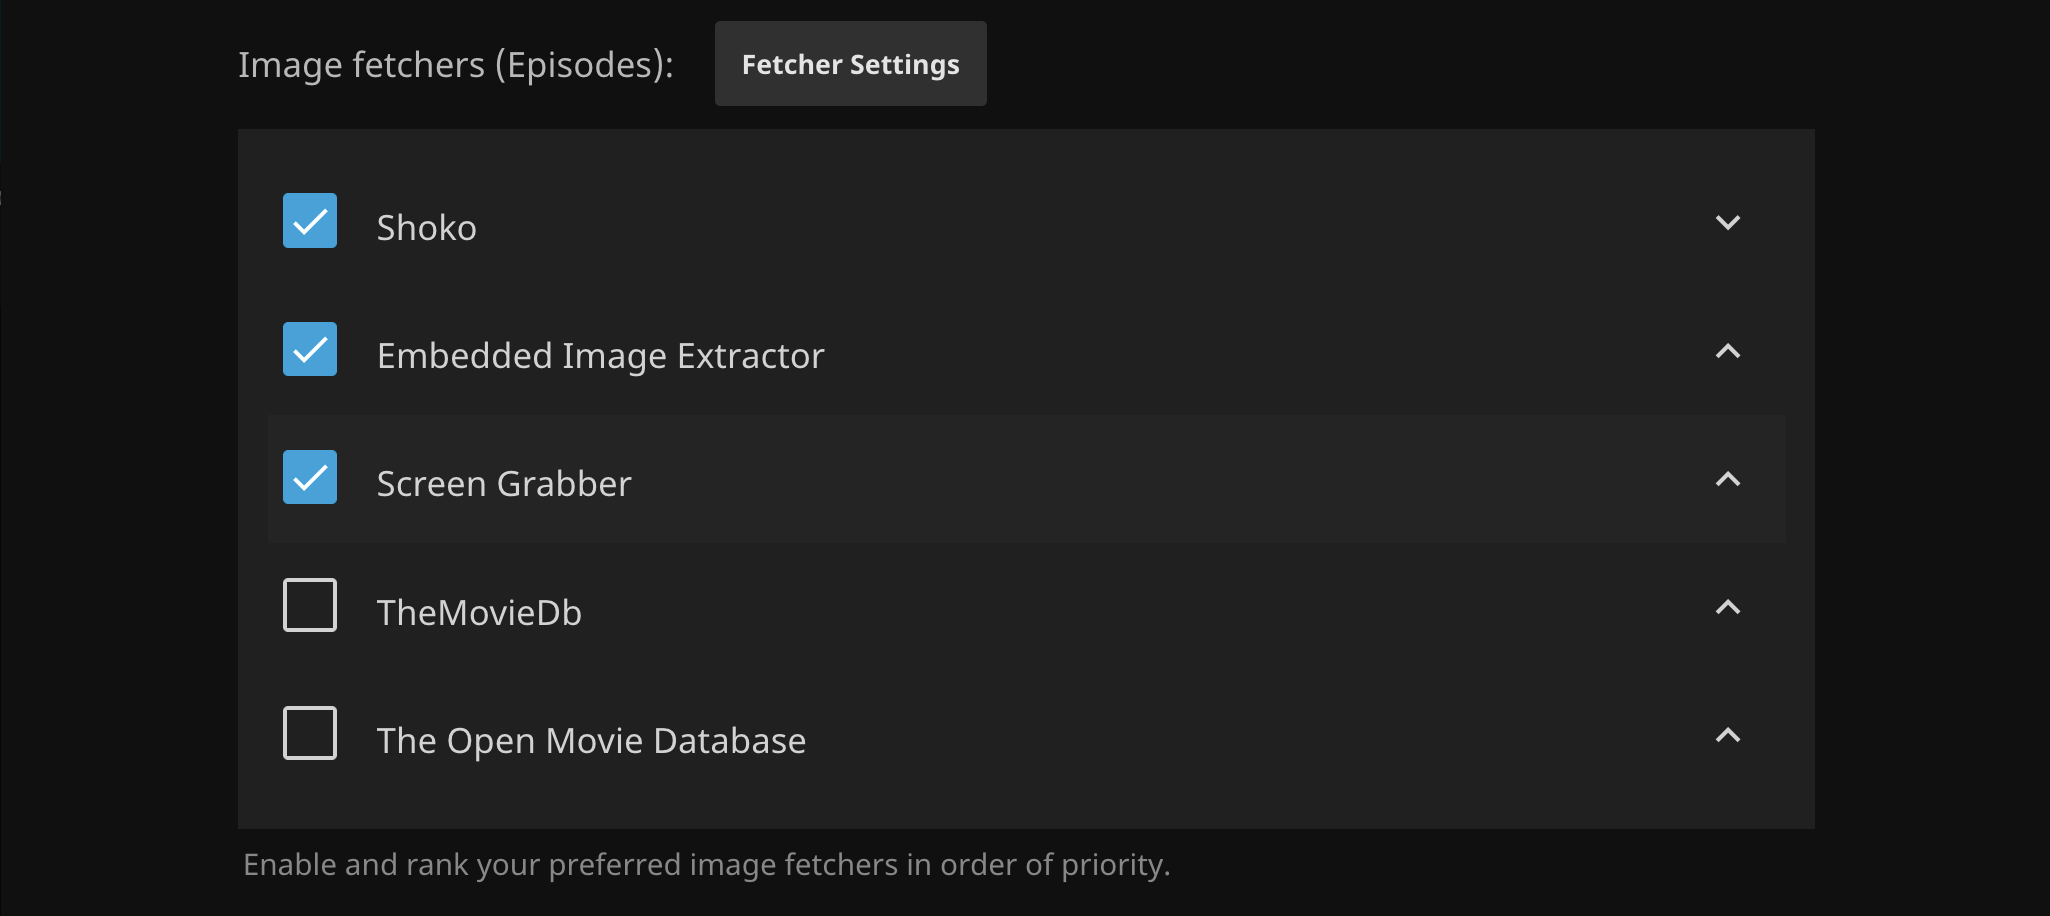 Image fetchers (Episodes):
Fetcher Settings
Shoko
Embedded Image Extractor
Screen Grabber
TheMovieDb
The Open Movie Database
Enable and rank your preferred image fetchers in order of priority.